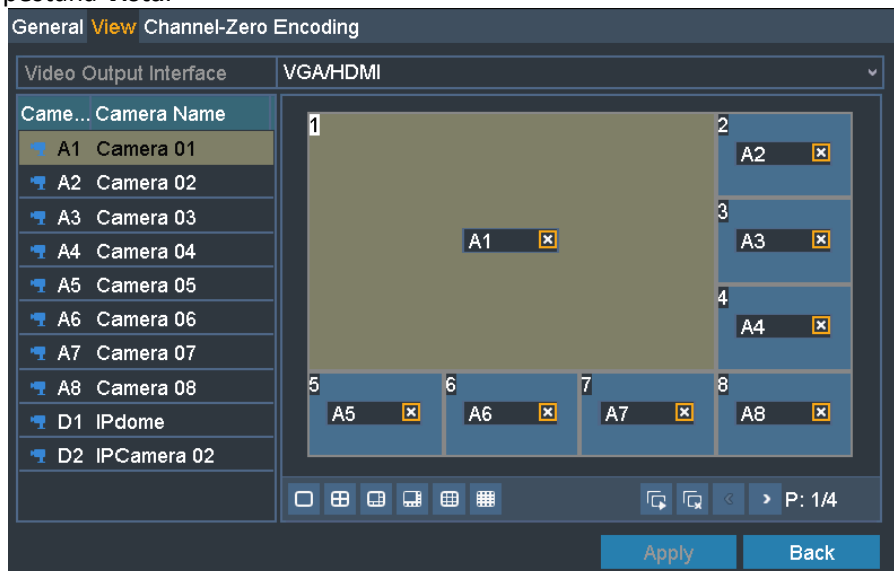 General View Channel-Zero Encoding
Video Output Interface VGA/HDMI
Came... Camera Name
A1 Camera 01
A2 Camera 02
A3 Camera 03
A4 Camera 04
A5 Camera 05
A6 Camera 06
A7 Camera 07
A8 Camera 08
D1 IPdome
D2 IPCamera 02
1
A1
2
A2
3
A3
4
A4
5
A5
6
A6
7
A7
8
A8
P: 1/4
Apply Back